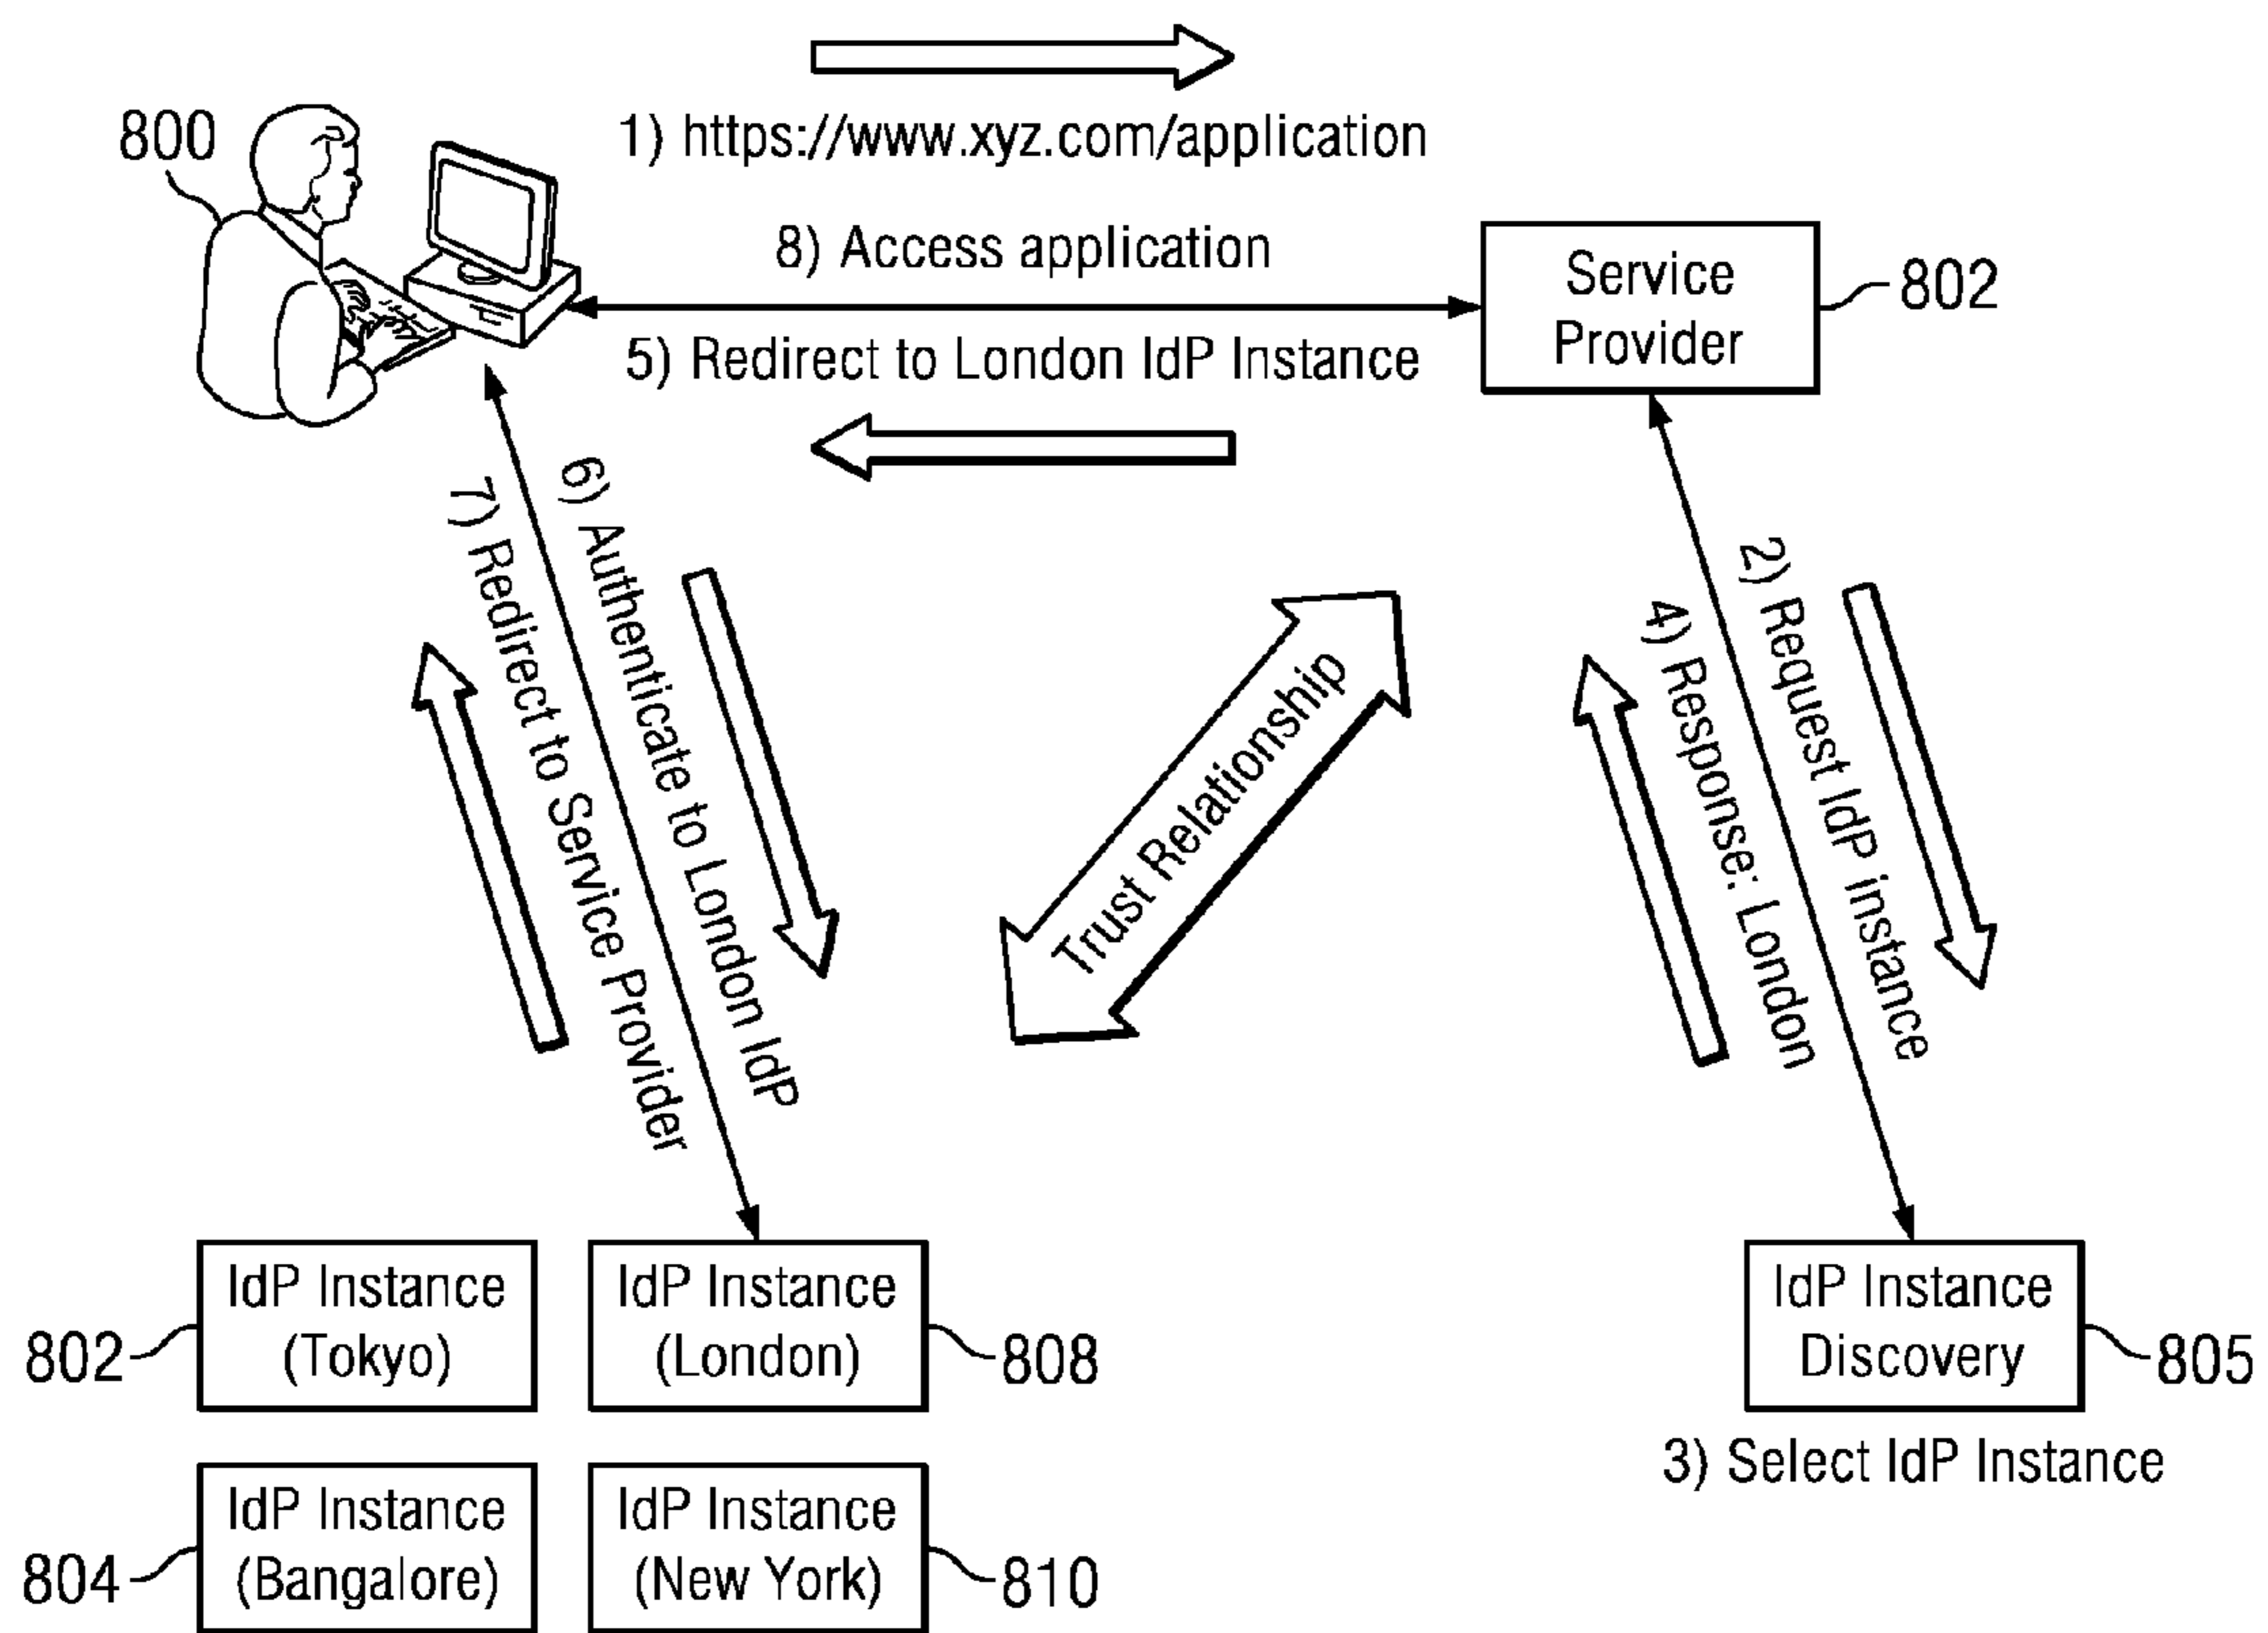 800
1) https://www.xyz.com/application
8) Access application
Service
Provider
802
5) Redirect to London IdP Instance
7) Redirect to Service Provider
6) Authenticate to London IdP
Trust Relationship
4) Response: London
2) Request IdP instance
IdP Instance
(Tokyo)
802
IdP Instance
(London)
808
IdP Instance
Discovery
805
3) Select IdP Instance
IdP Instance
(Bangalore)
804
IdP Instance
(New York)
810